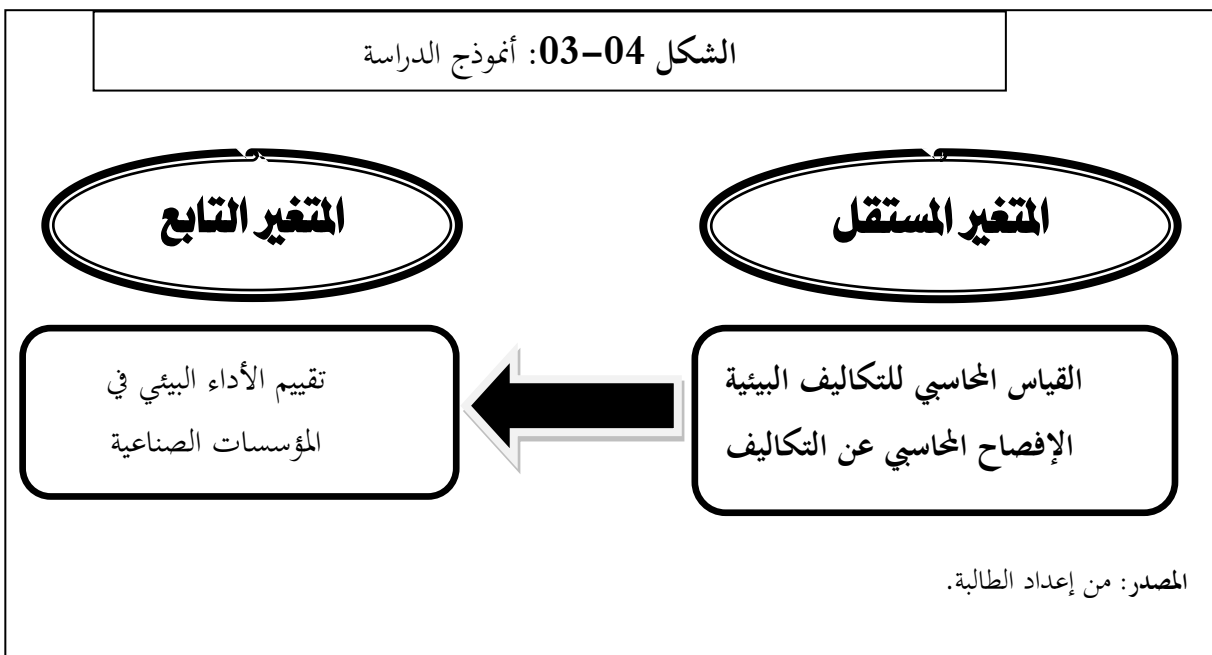 الشكل 04-03: أنموذج الدراسة
المتغير المستقل
المتغير التابع
القياس المحاسبي للتكاليف البيئية
الإفصاح المحاسبي عن التكاليف
تقييم الأداء البيئي في
المؤسسات الصناعية
المصدر: من إعداد الطالبة.